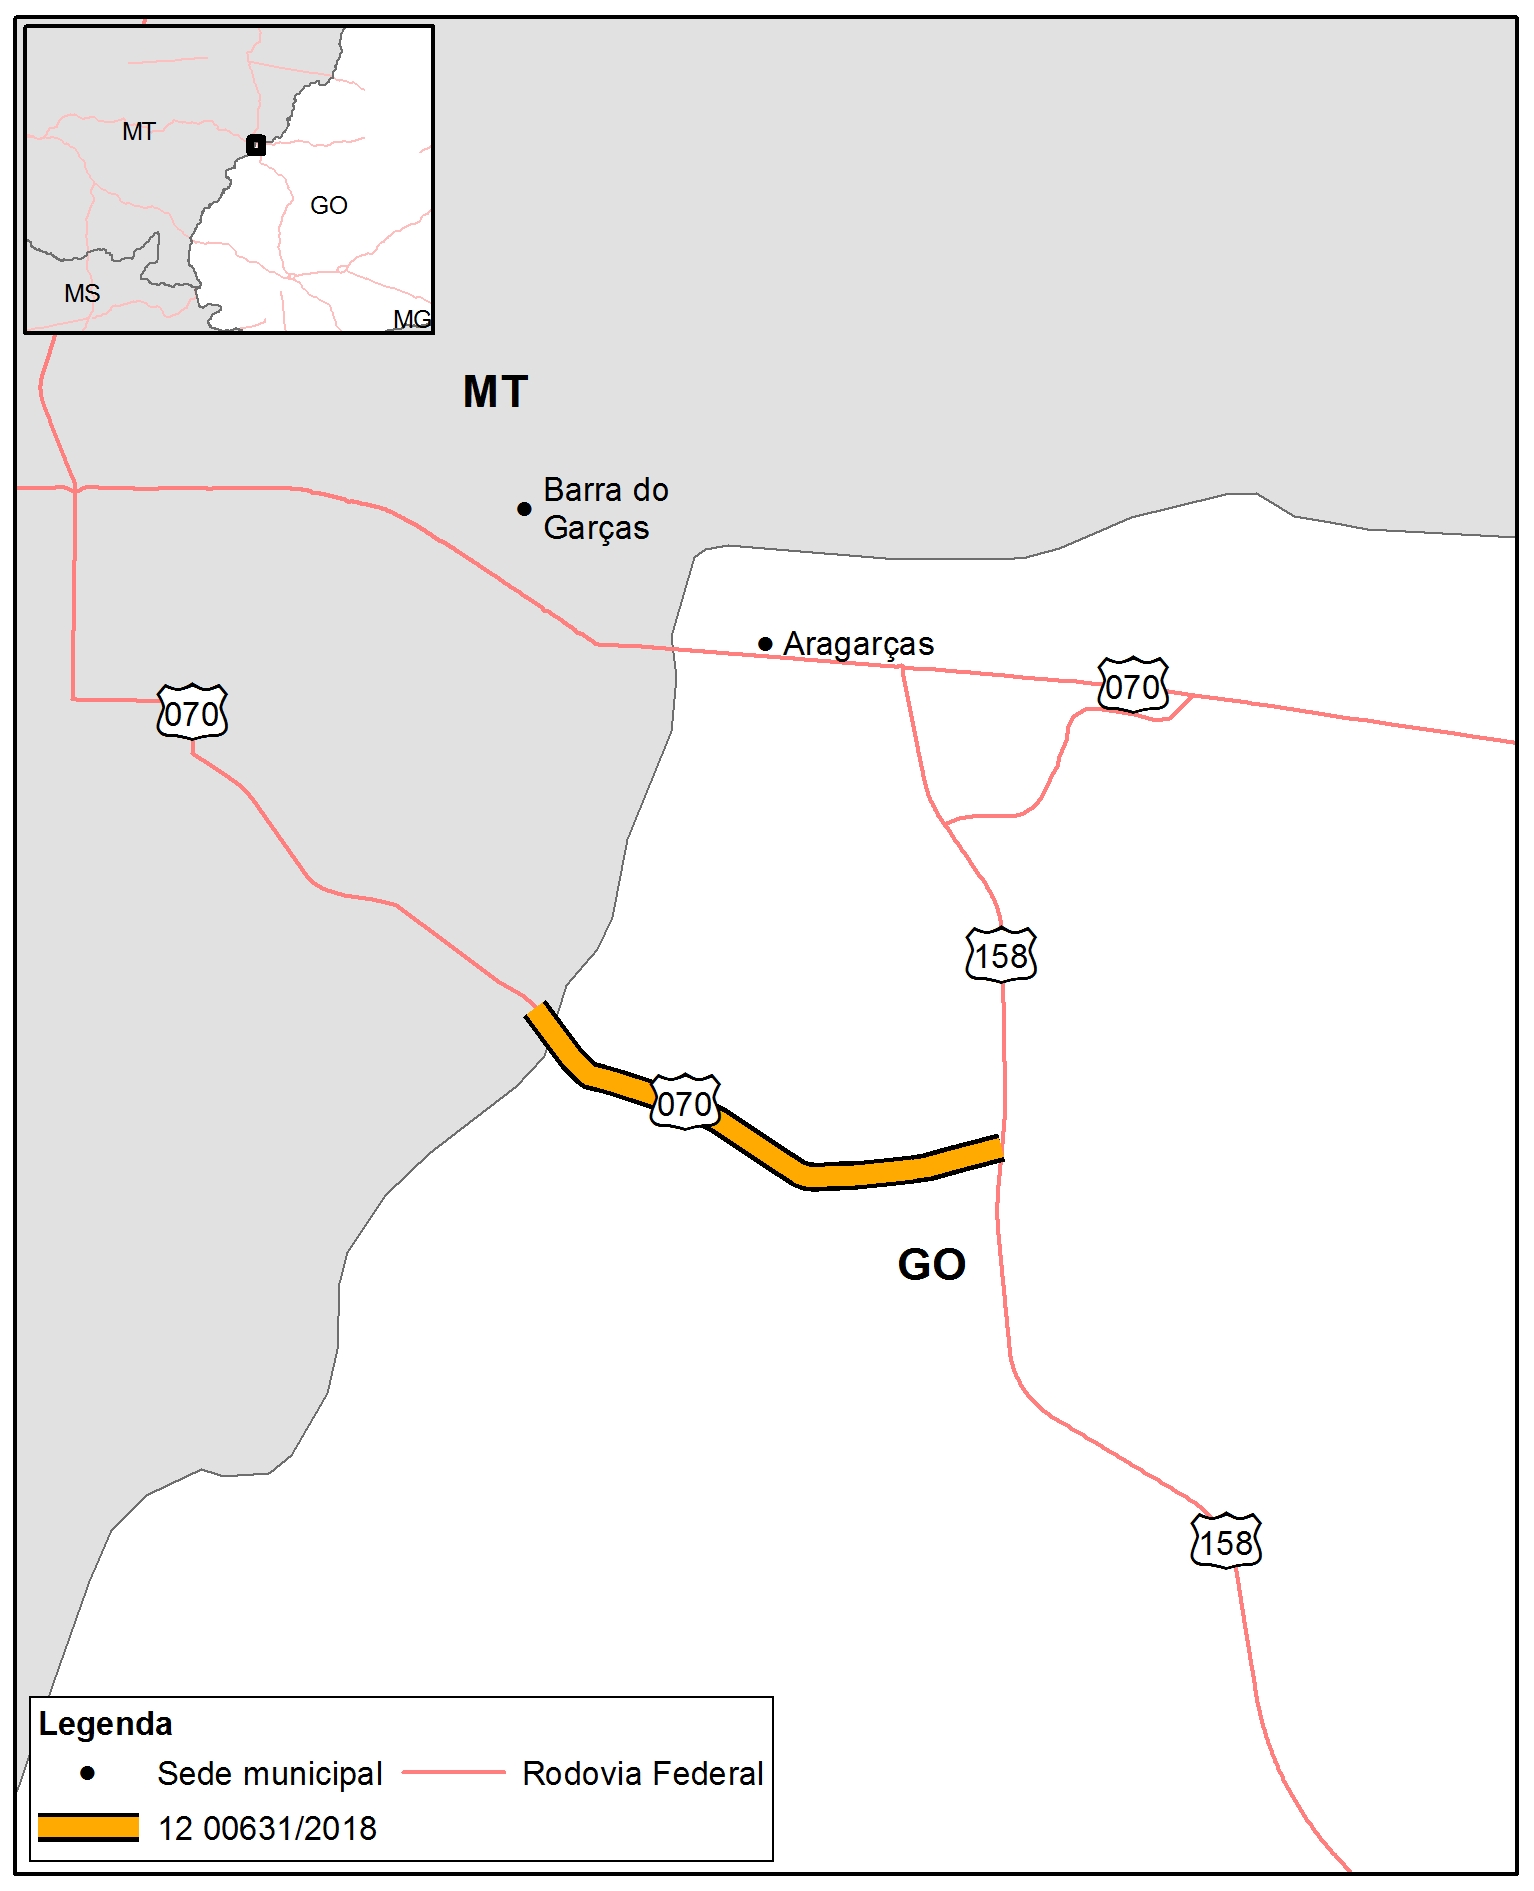 MT
GO
MS
MG
MT
Barra do
Garças
Aragarças
070
070
158
070
GO
158
Legenda
Sede municipal
Rodovia Federal
12 00631/2018